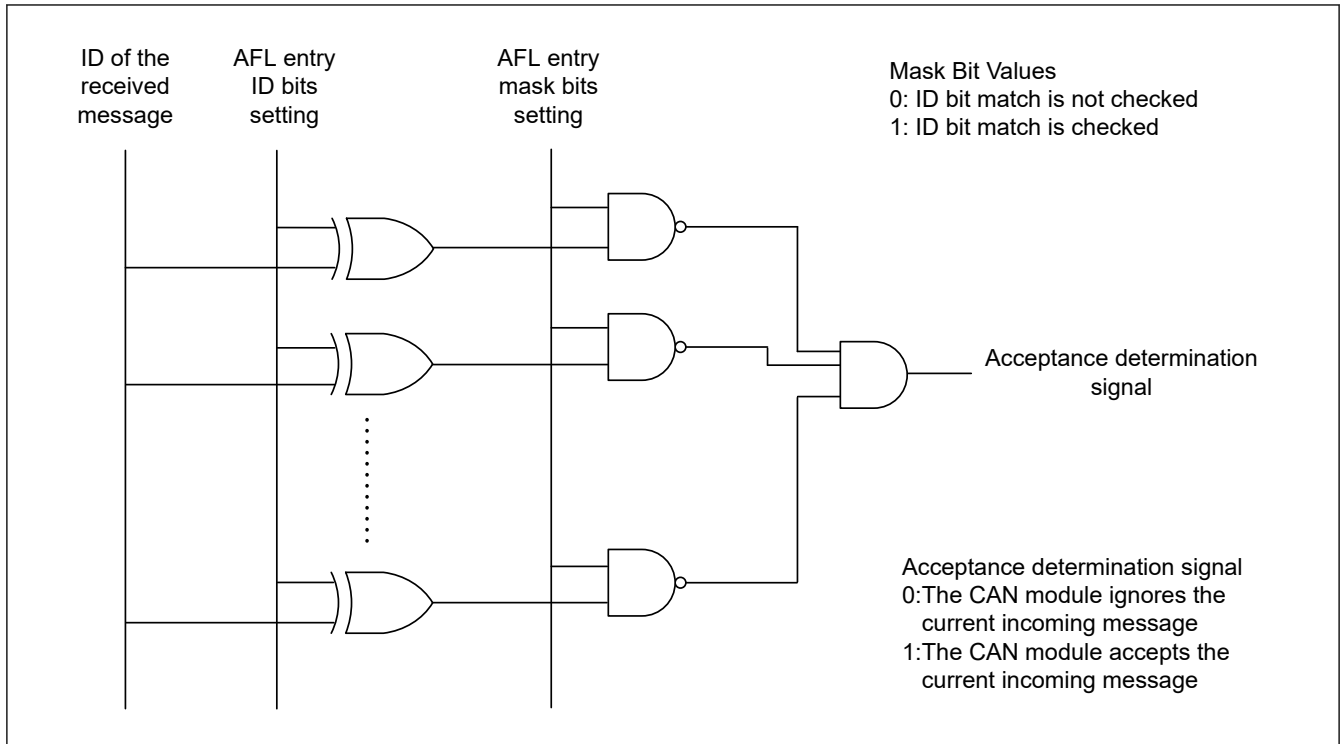 ID of the
received
message
AFL entry
ID bits
setting
AFL entry
mask bits
setting
Mask Bit Values
0: ID bit match is not checked
1: ID bit match is checked
Acceptance determination
signal
Acceptance determination signal
0:The CAN module ignores the
current incoming message
1:The CAN module accepts the
current incoming message